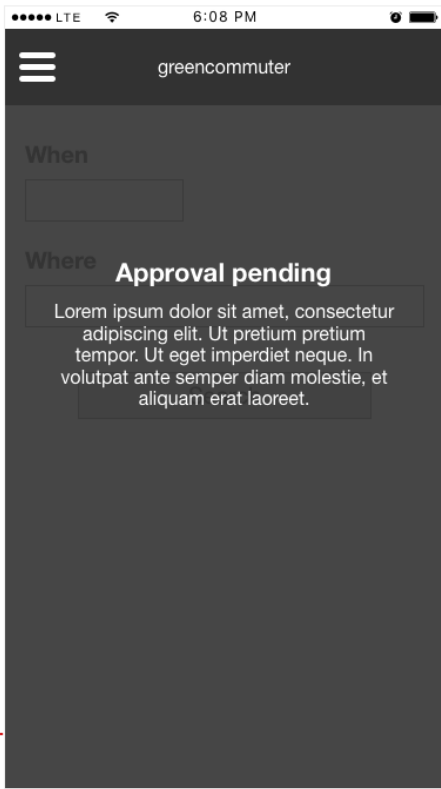 LTE 6:08 PM
greencommuter
When
Where
Approval pending
Lorem ipsum dolor sit amet, consectetur
adipiscing elit. Ut pretium pretium
tempor. Ut eget imperdiet neque. In
volutpat ante semper diam molestie, et
aliquam erat laoreet.